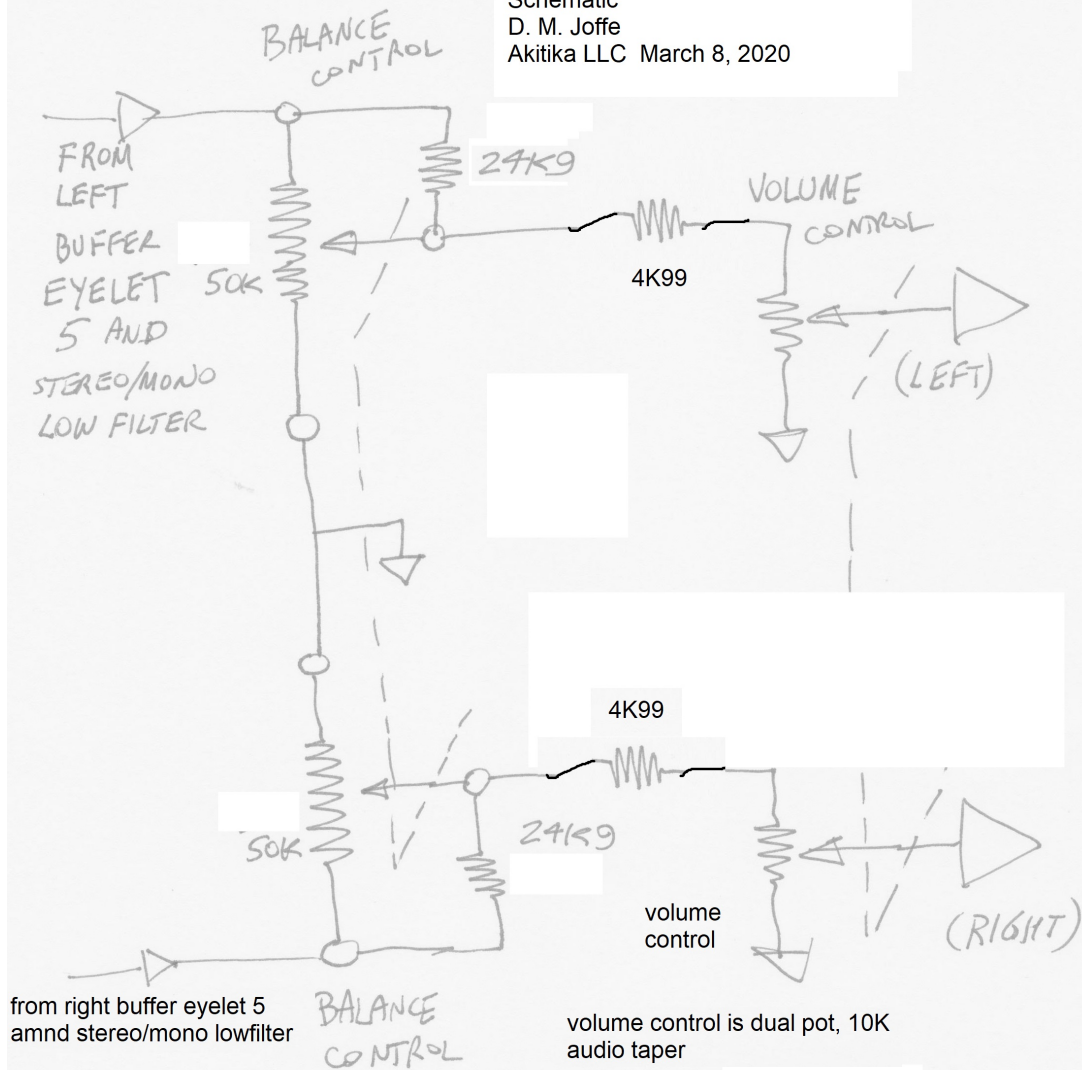 Schematic
D. M. Joffe
Akitika LLC  March 8, 2020
BALANCE
CONTROL
FROM
LEFT
BUFFER
EYELET
5 AND
STEREO/MONO
LOW FILTER
50K
24K9
4K99
VOLUME
CONTROL
(LEFT)
4K99
50K
24K9
volume
control
(RIGHT)
from right buffer eyelet 5
amnd stereo/mono lowfilter
BALANCE
CONTROL
volume control is dual pot, 10K
audio taper